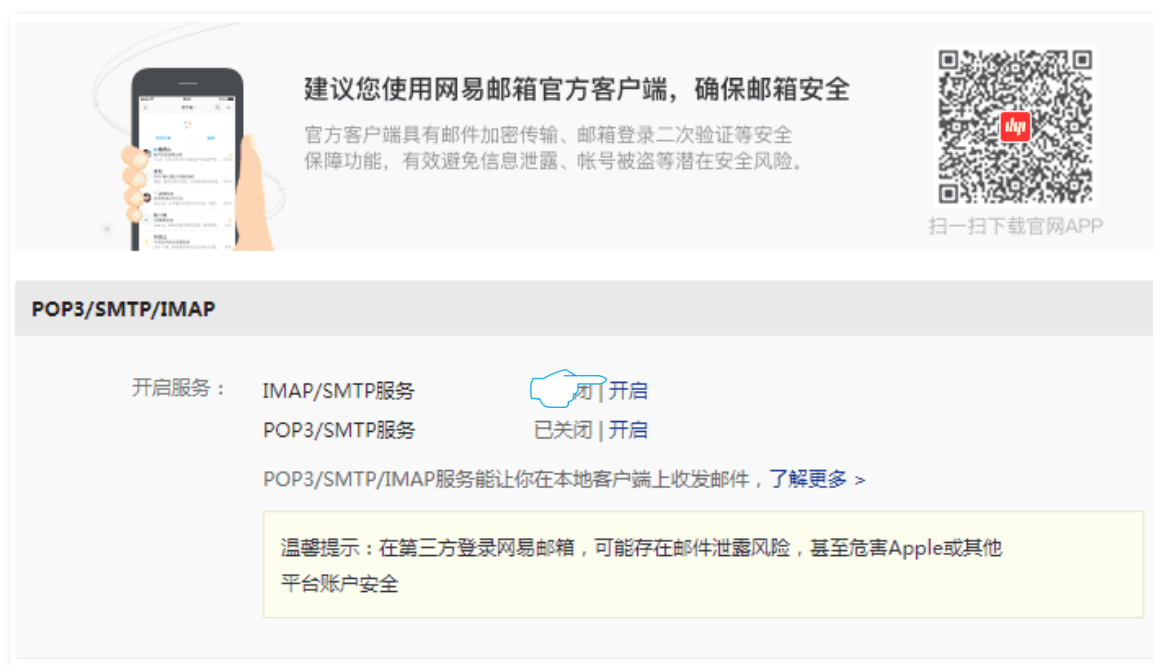 建议您使用网易邮箱官方客户端，确保邮箱安全
官方客户端具有邮件加密传输、邮箱登录二次验证等安全
保障功能，有效避免信息泄露、帐号被盗等潜在安全风险。
扫一扫下载官网APP
POP3/SMTP/IMAP
开启服务：
IMAP/SMTP服务 闭 | 开启
POP3/SMTP服务 已关闭 | 开启
POP3/SMTP/IMAP服务能让你在本地客户端上收发邮件，了解更多 >
温馨提示：在第三方登录网易邮箱，可能存在邮件泄露风险，甚至危害Apple或其他
平台账户安全